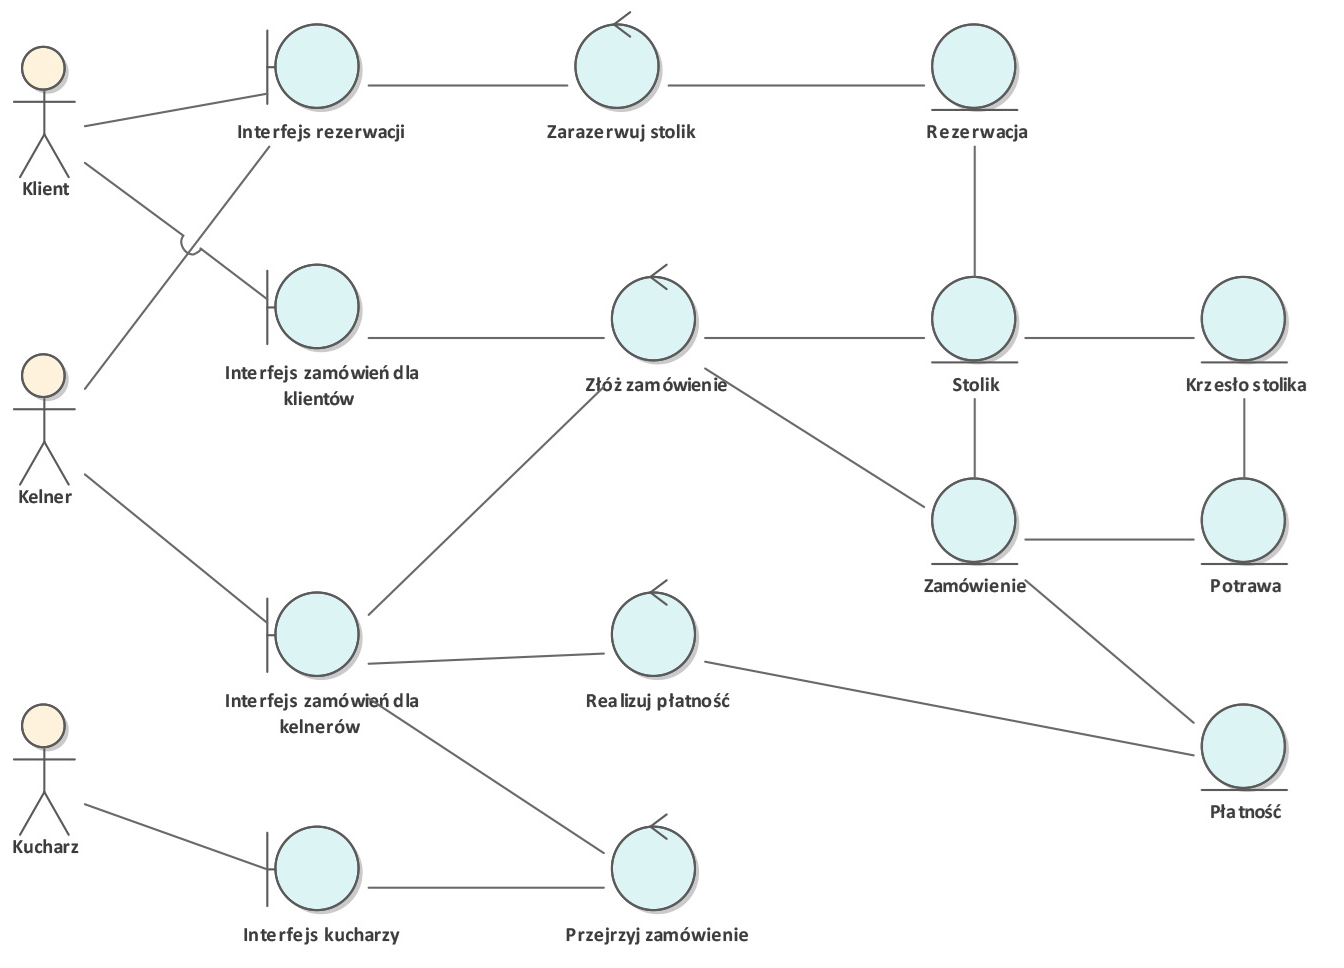 Interfejs rezerwacji
Zarazerwuj stolik
Rezerwacja
Klient
Interfejs zamówień dla
klientów
Złóż zamówienie
Stolik
Krzesło stolika
Kelner
Zamówienie
Potrawa
Interfejs zamówień dla
kelnerów
Realizuj płatność
Płatność
Kucharz
Interfejs kucharzy
Przejrzyj zamówienie